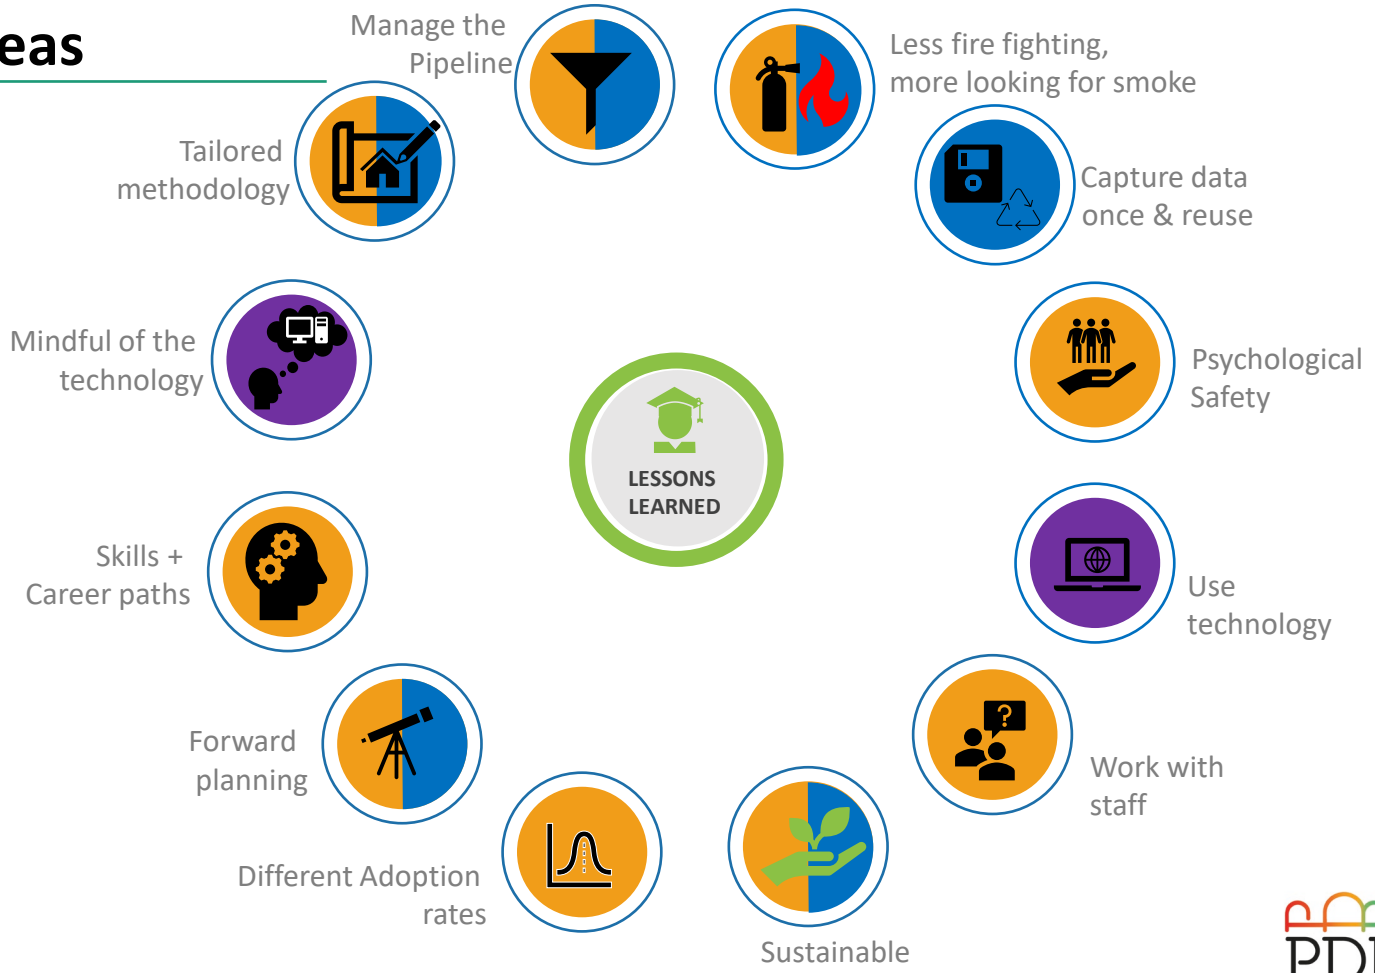 eas
Manage the
Pipeline
Less fire fighting,
more looking for smoke
Tailored
methodology
Capture data
once & reuse
Mindful of the
technology
Psychological
Safety
LESSONS
LEARNED
Skills +
Career paths
Use
technology
?
Forward
planning
Work with
staff
Different Adoption
rates
Sustainable